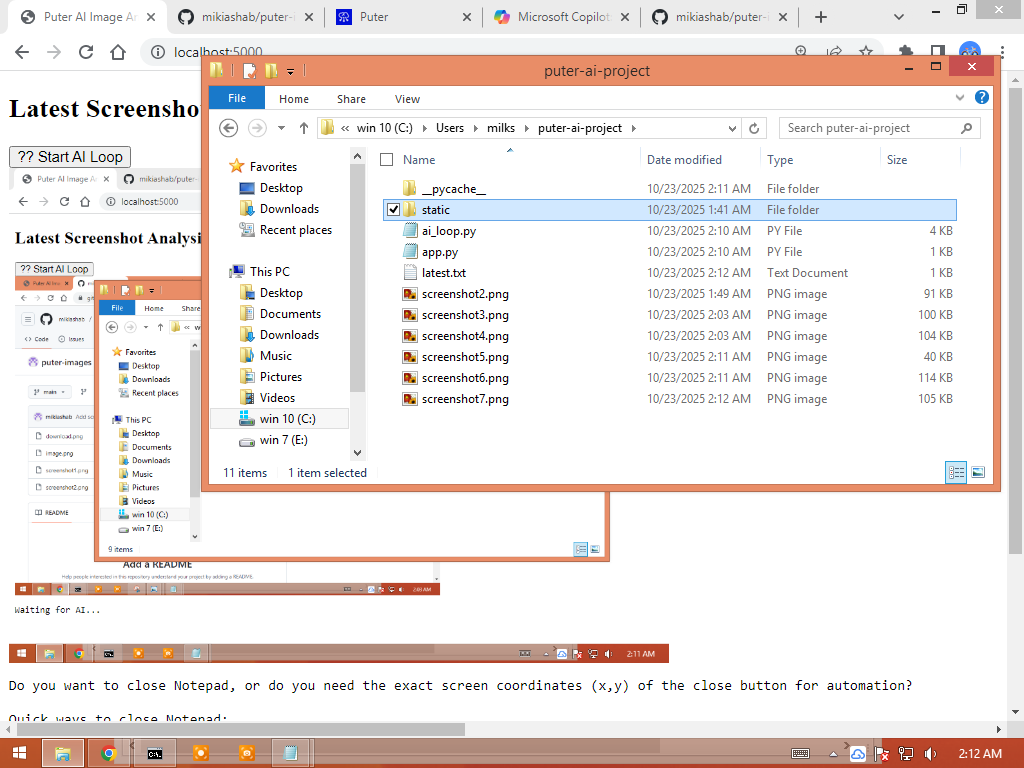 Puter AI Image An
mikiashab/puter-i
Puter
Microsoft Copilot:
mikiashab/puter-
localhost:5000
Latest Screensho
?? Start AI Loop
Puter AI Image An
mikiashab/puter-
localhost:5000
Latest Screenshot Analysi
?? Start AI Loop
mikiashab
Code
Issues
puter-images
main
mikiashab Add sc
download.png
image.png
screenshot1.png
screenshot2.png
README
File
Home
Share
Favorites
Desktop
Downloads
Recent places
This PC
Desktop
Documents
Downloads
Music
Pictures
Videos
win 10 (C:)
win 7 (E:)
9 items
Add a README
Help people interested in this repository understand your project by adding a README.
Waiting for AI...
2:11 AM
Do you want to close Notepad, or do you need the exact screen coordinates (x,y) of the close button for automation?
Quick ways to close Notepad:
puter-ai-project
File
Home
Share
View
« win 10 (C:)
Users
milks
puter-ai-project
Search puter-ai-project
Favorites
Desktop
Downloads
Recent places
This PC
Desktop
Documents
Downloads
Music
Pictures
Videos
win 10 (C:)
win 7 (E:)
Name Date modified Type Size
__pycache__ 10/23/2025 2:11 AM File folder
static 10/23/2025 1:41 AM File folder
ai_loop.py 10/23/2025 2:10 AM PY File 4 KB
app.py 10/23/2025 2:10 AM PY File 1 KB
latest.txt 10/23/2025 2:12 AM Text Document 1 KB
screenshot2.png 10/23/2025 1:49 AM PNG image 91 KB
screenshot3.png 10/23/2025 2:03 AM PNG image 100 KB
screenshot4.png 10/23/2025 2:03 AM PNG image 104 KB
screenshot5.png 10/23/2025 2:11 AM PNG image 40 KB
screenshot6.png 10/23/2025 2:11 AM PNG image 114 KB
screenshot7.png 10/23/2025 2:12 AM PNG image 105 KB
11 items
1 item selected
2:12 AM